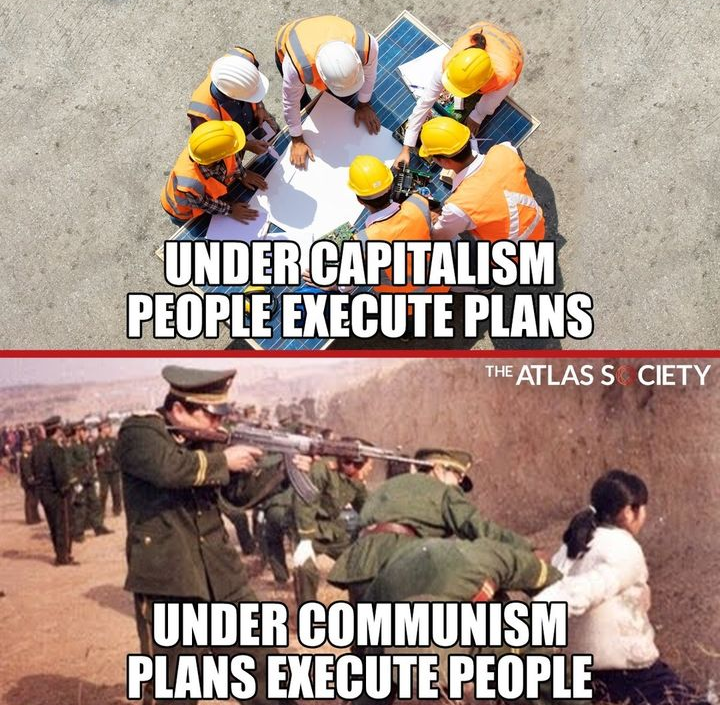 UNDER CAPITALISM
PEOPLE EXECUTE PLANS
THE ATLAS SOCIETY
UNDER COMMUNISM
PLANS EXECUTE PEOPLE